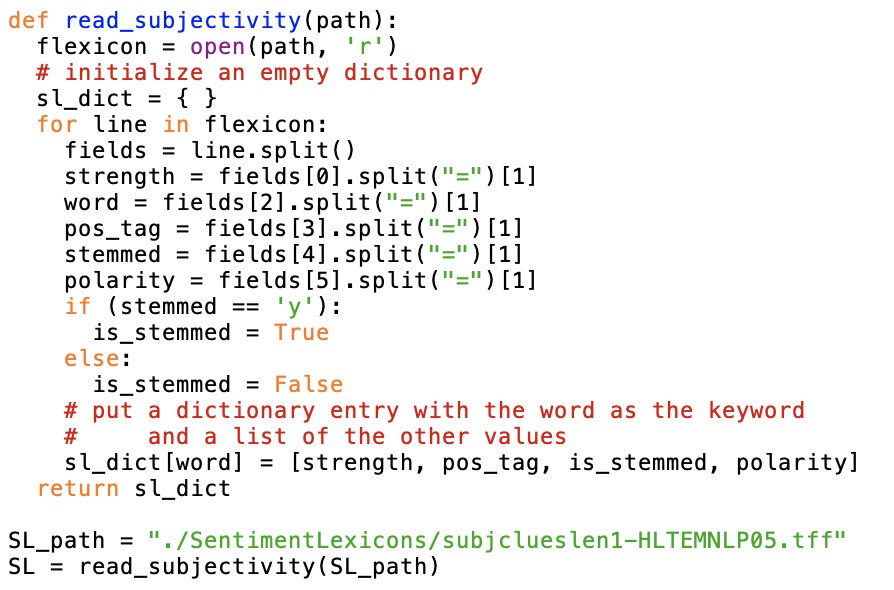 def read_subjectivity(path):
  flexicon = open(path, 'r')
  # initialize an empty dictionary
  sl_dict = { }
  for line in flexicon:
    fields = line.split()
    strength = fields[0].split("=")[1]
    word = fields[2].split("=")[1]
    pos_tag = fields[3].split("=")[1]
    stemmed = fields[4].split("=")[1]
    polarity = fields[5].split("=")[1]
    if (stemmed == 'y'):
      is_stemmed = True
    else:
      is_stemmed = False
    # put a dictionary entry with the word as the keyword
    #     and a list of the other values
    sl_dict[word] = [strength, pos_tag, is_stemmed, polarity]
  return sl_dict

SL_path = "./SentimentLexicons/subjclueslen1-HLTEMNLP05.tff"
SL = read_subjectivity(SL_path)